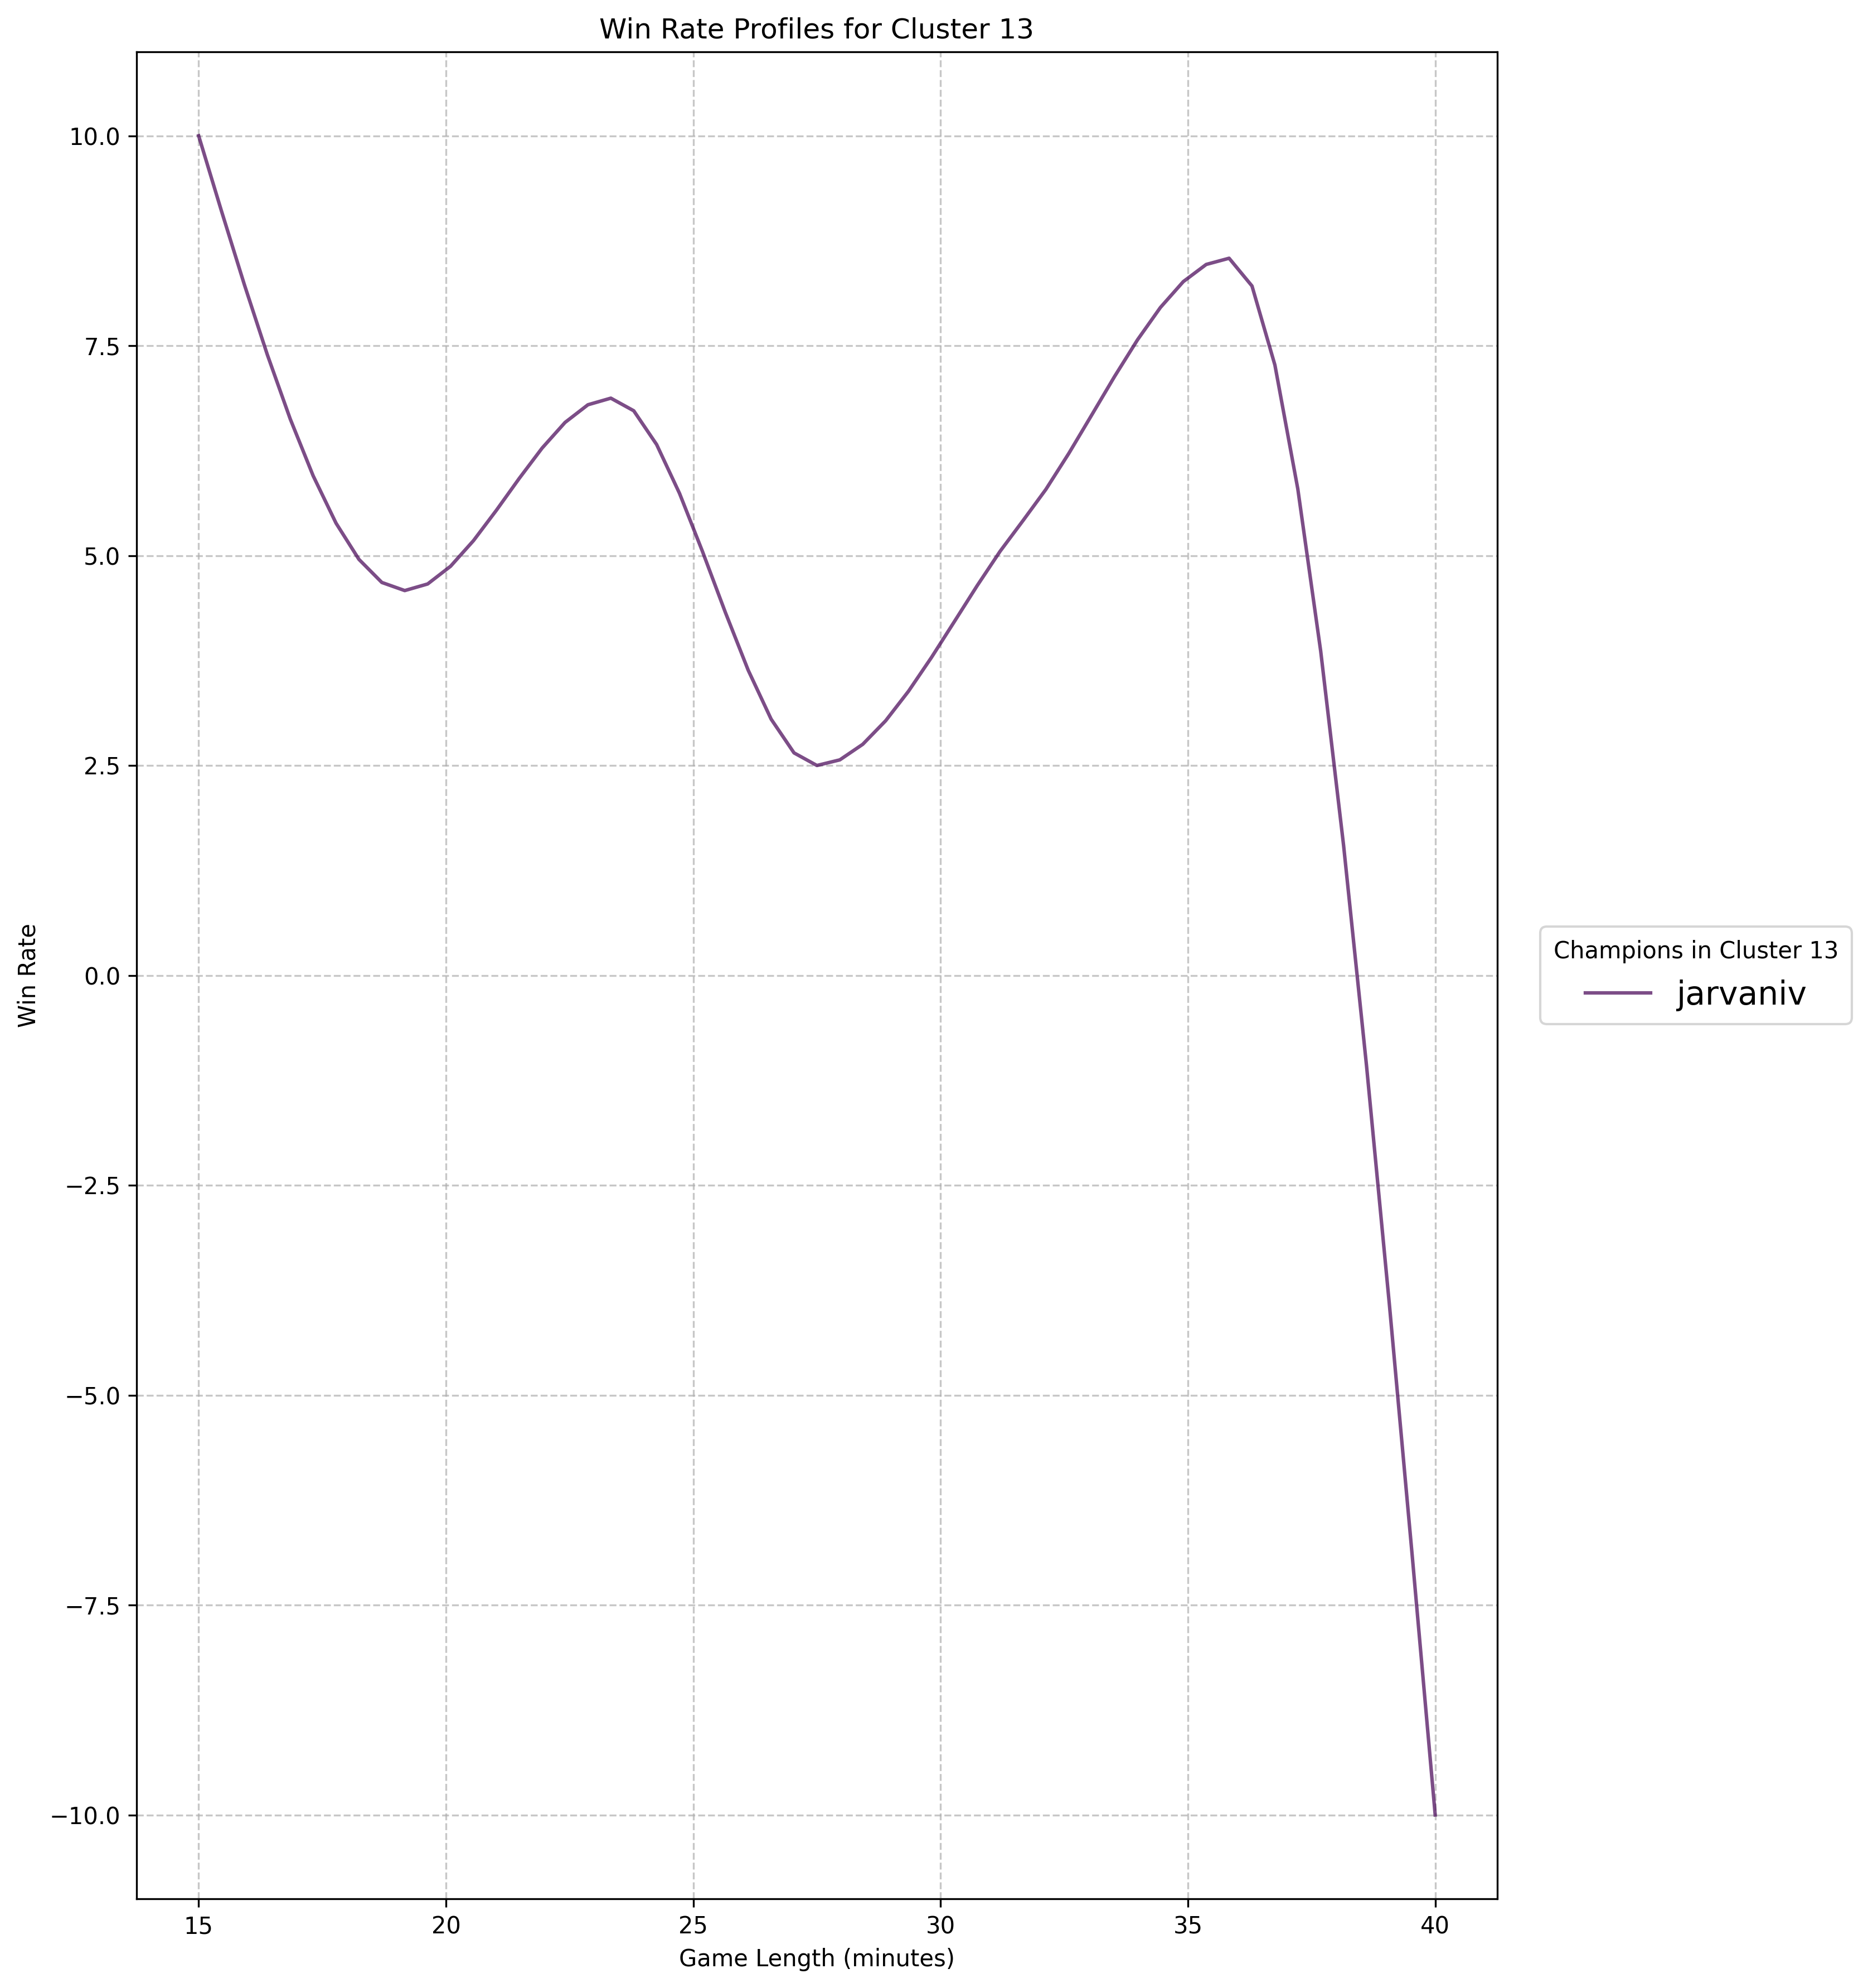 Win Rate Profiles for Cluster 13
10.0
7.5
5.0
2.5
0.0
−2.5
−5.0
−7.5
−10.0
Win Rate
15 20 25 30 35 40
Game Length (minutes)
Champions in Cluster 13
jarvaniv